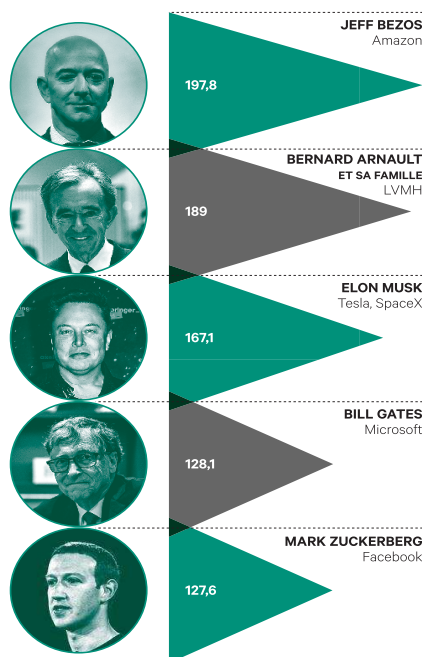 JEFF BEZOS
Amazon
197,8
BERNARD ARNAULT
ET SA FAMILLE
LVMH
189
ELON MUSK
Tesla, SpaceX
167,1
BILL GATES
Microsoft
128,1
MARK ZUCKERBERG
Facebook
127,6